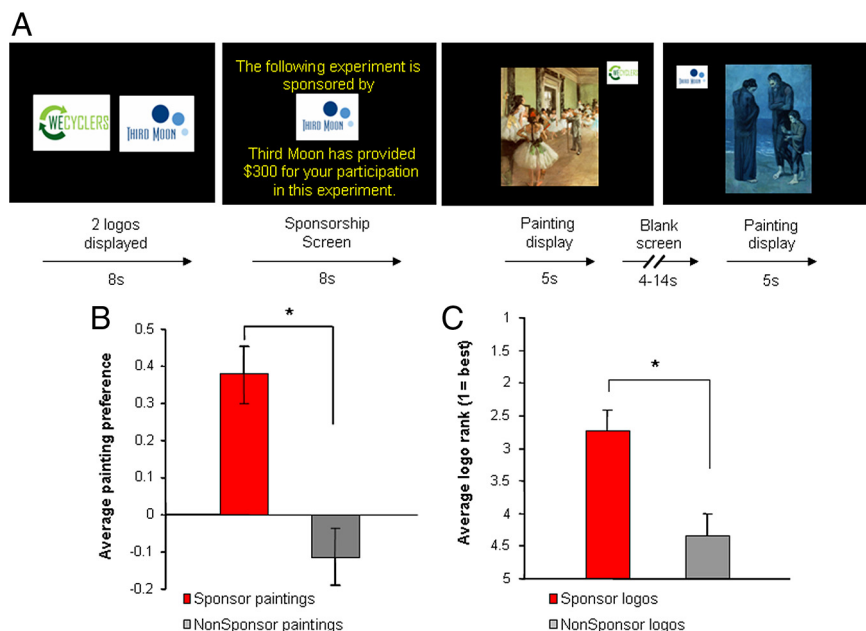 A
WECYCLERS
THIRD MOON
The following experiment is
sponsored by
THIRD MOON
Third Moon has provided
$300 for your participation
in this experiment.
WECYCLERS
THIRD MOON
2 logos
displayed
8s
Sponsorship
Screen
8s
Painting
display
5s
Blank
screen
4-14s
Painting
display
5s
B
Average painting preference
0.5
0.4
0.3
0.2
0.1
0
-0.1
-0.2
*
Sponsor paintings
NonSponsor paintings
C
Average logo rank (1 = best)
1
1.5
2
2.5
3
3.5
4
4.5
5
*
Sponsor logos
NonSponsor logos